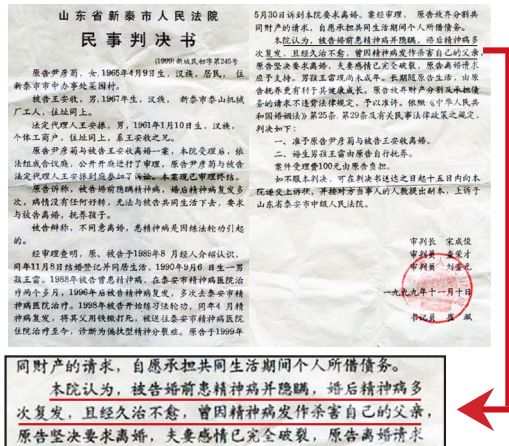 山东省新泰市人民法院
民事判决书
(1999)新城民初字第245号
原告尹彦菊，女，1965年4月9日生，汉族，居民，住
新泰市市中办事处菜园村。
被告王安收，男，1967年生，汉族，新泰市泰山机械
厂工人，住址同上。
法定代理人王安振，男，1961年1月10日生，汉族，
个体工商户，住址同上，系王安收之兄。
原告尹彦菊与被告王安收离婚一案，本院受理后，依
法组成合议庭，公开开庭进行了审理，原告尹彦菊与被告
法定代理人王安振到庭参加了诉讼。本案现已审理终结。
原告诉称，被告婚前隐瞒精神病，婚后精神病复发多
次，病情没有任何好转，无法与被告共同生活下去，要求
与被告离婚，抚养孩子。
被告辩称，不同意离婚，患精神病是因练法轮功引起
的。
经审理查明，原、被告于1989年8月经人介绍认识，
同年11月8日结婚登记并同居生活，1990年9月6日生一男
孩王雷。1988年被告曾患精神病，在泰安市精神病医院治
疗两个多月，1996年后被告精神病复发，多次去泰安市精
神病医院治疗。1998年被告开始练习法轮功，同年4月精
神病复发，将其父用铁锨打死，被送往泰安市精神病医院
住院治疗至今，诊断为偏执型精神分裂症。原告于1999年
5月30日诉到本院要求离婚。案经审理，原告放弃分割共
同财产的请求，自愿承担共同生活期间个人所借债务。
本院认为，被告婚前患精神病并隐瞒，婚后精神病多
次复发，且经久治不愈，曾因精神病发作杀害自己的父亲，
原告坚决要求离婚，夫妻感情已完全破裂，原告离婚请求
应予支持。男孩王雷现尚未成年。长期随原告生活，由原
告抚养更有利于其健康成长。原告放弃财产分割及承担债
务的请求不违背法律规定，予以准许。依照《中华人民共
和国婚姻法》第25条、第29条及有关民事法律政策之规定，
判决如下：
一、准予原告尹彦菊与被告王安收离婚。
二、婚生男孩王雷由原告自行抚养。
案件受理费100元由原告负担。
如不服本判决，可在判决书送达之日起十五日内向本
院递交上诉状，并按对方当事人的人数提出副本，上诉于
山东省泰安市中级人民法院。
审判长 宋成俊
审判员
审判员 刘奎元
一九九九年十一月十日
书记员 崔
同财产的请求，自愿承担共同生活期间个人所借债务。
本院认为，被告婚前患精神病并隐瞒，婚后精神病多
次复发，且经久治不愈，曾因精神病发作杀害自己的父亲，
原告坚决要求离婚，夫妻感情已完全破裂，原告离婚请求